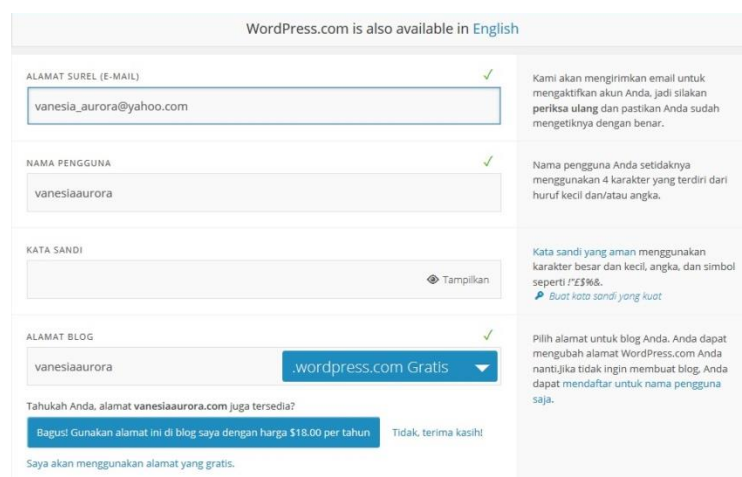 WordPress.com is also available in English
ALAMAT SUREL (E-MAIL)
vanesia_aurora@yahoo.com
Kami akan mengirimkan email untuk
mengaktifkan akun Anda, jadi silakan
periksa ulang dan pastikan Anda sudah
mengetiknya dengan benar.
NAMA PENGGUNA
vanesiaaurora
Nama pengguna Anda setidaknya
menggunakan 4 karakter yang terdiri dari
huruf kecil dan/atau angka.
KATA SANDI
Tampilkan
Kata sandi yang aman menggunakan
karakter besar dan kecil, angka, dan simbol
seperti !"£$%&.
Buat kata sandi yang kuat
ALAMAT BLOG
vanesiaaurora
.wordpress.com Gratis
Tahukah Anda, alamat vanesiaaurora.com juga tersedia?
Bagus! Gunakan alamat ini di blog saya dengan harga $18.00 per tahun
Tidak, terima kasih!
Saya akan menggunakan alamat yang gratis.
Pilih alamat untuk blog Anda. Anda dapat
mengubah alamat WordPress.com Anda
nanti.Jika tidak ingin membuat blog, Anda
dapat mendaftar untuk nama pengguna
saja.